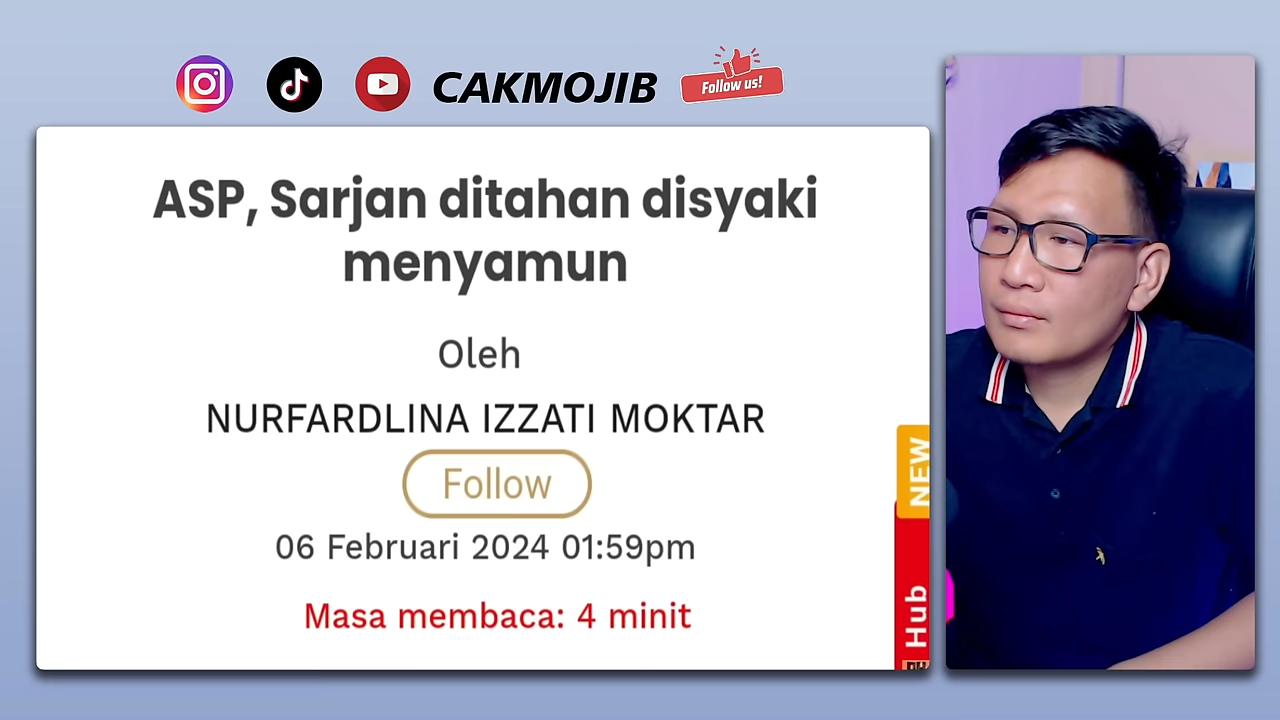 CAKMOJIB
Follow us!
ASP, Sarjan ditahan disyaki
menyamun
Oleh
NURFARDLINA IZZATI MOKTAR
Follow
06 Februari 2024 01:59pm
Masa membaca: 4 minit
NEW
Hub